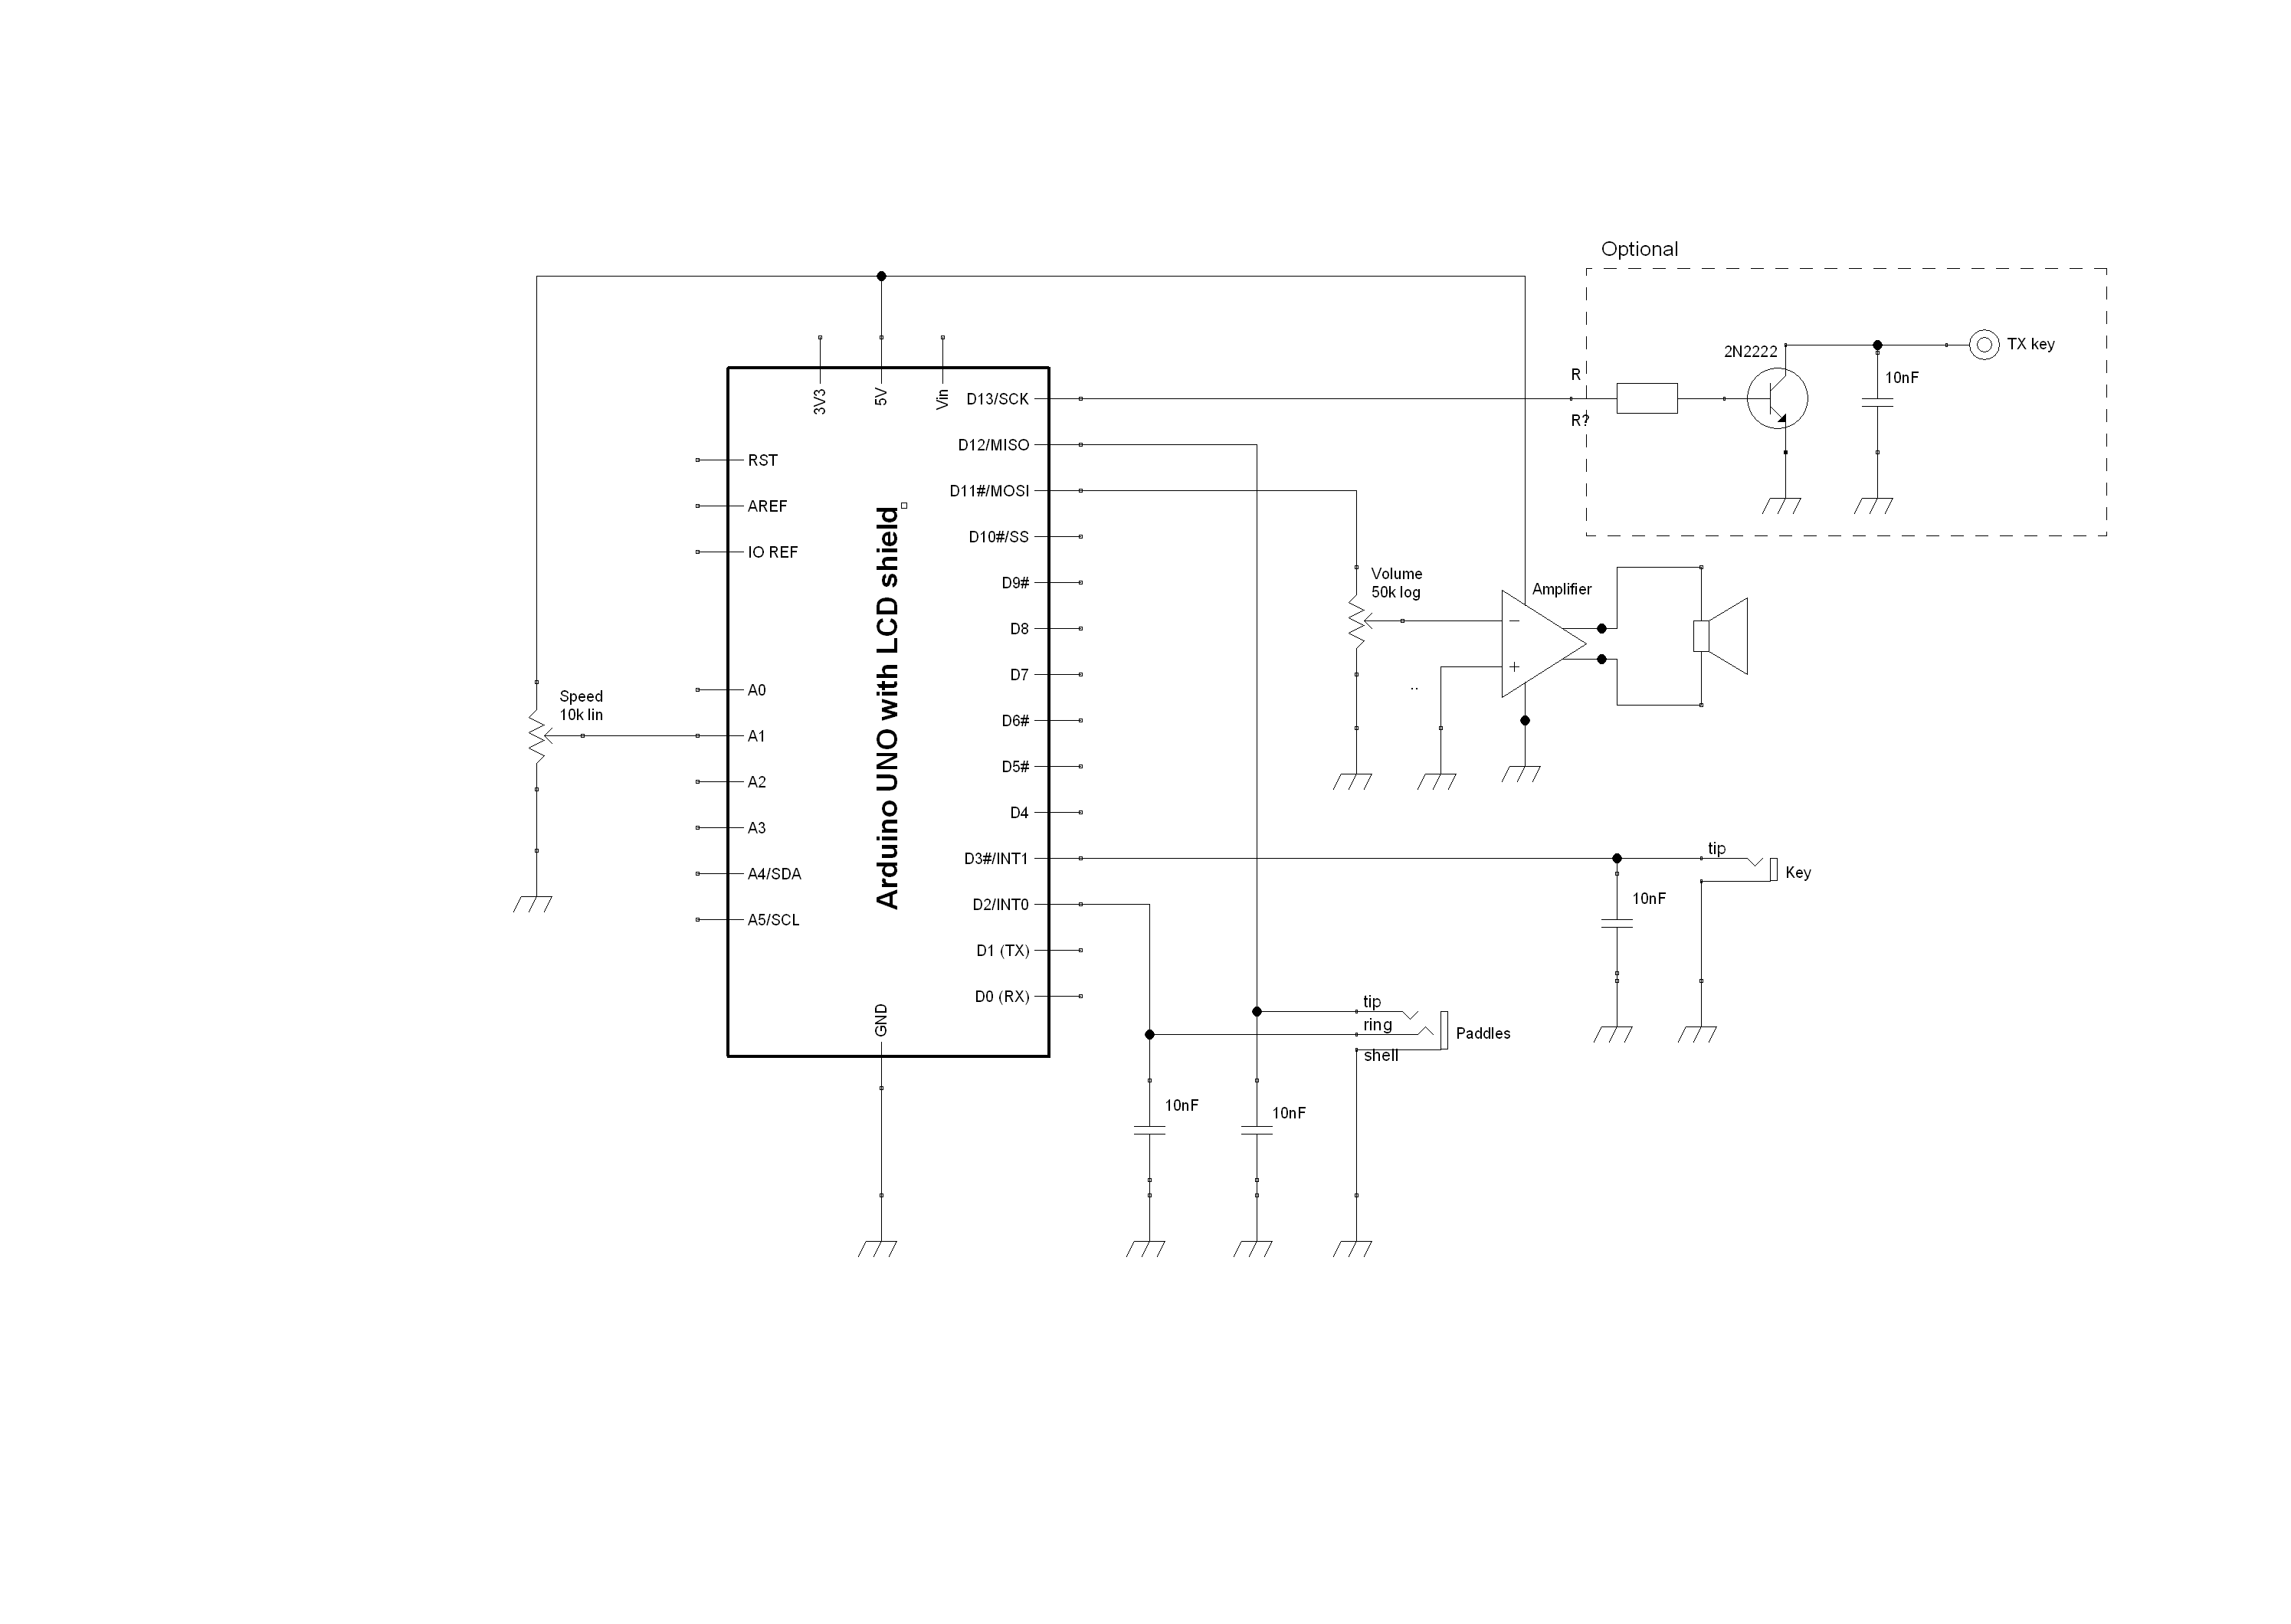 Optional
TX key
2N2222
10nF
R
R?
3V3
5V
Vin
D13/SCK
D12/MISO
D11#/MOSI
D10#/SS
D9#
D8
D7
D6#
D5#
D4
D3#/INT1
D2/INT0
D1 (TX)
D0 (RX)
RST
AREF
IO REF
A0
A1
A2
A3
A4/SDA
A5/SCL
GND
Arduino UNO with LCD shield
Speed
10k lin
Volume
50k log
Amplifier
−
+
..
tip
Key
10nF
tip
ring
shell
Paddles
10nF
10nF